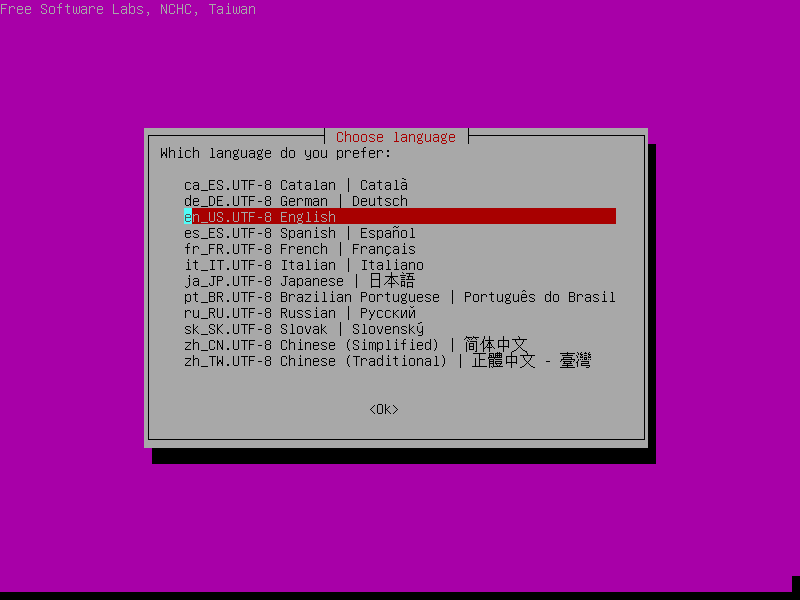 Free Software Labs, NCHC, Taiwan
Choose language
Which language do you prefer:
ca_ES.UTF-8 Catalan | Català
de_DE.UTF-8 German | Deutsch
en_US.UTF-8 English
es_ES.UTF-8 Spanish | Español
fr_FR.UTF-8 French | Français
it_IT.UTF-8 Italian | Italiano
ja_JP.UTF-8 Japanese | 日本語
pt_BR.UTF-8 Brazilian Portuguese | Português do Brasil
ru_RU.UTF-8 Russian | Русский
sk_SK.UTF-8 Slovak | Slovenský
zh_CN.UTF-8 Chinese (Simplified) | 简体中文
zh_TW.UTF-8 Chinese (Traditional) | 正體中文 - 臺灣
<Ok>